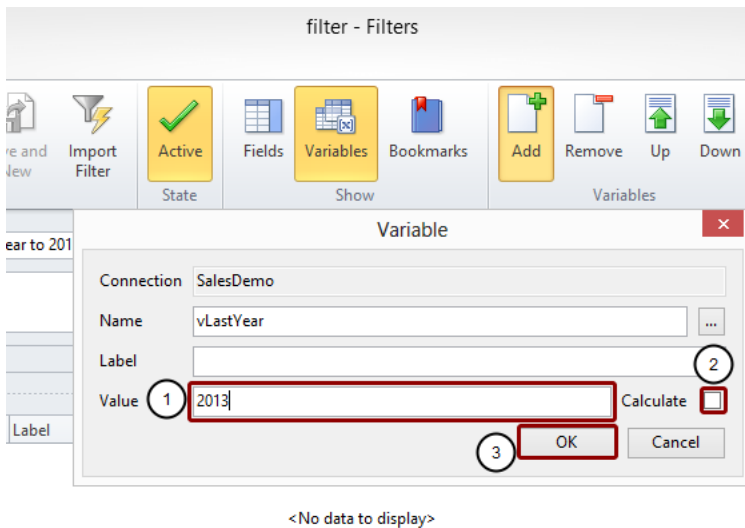 filter - Filters
ve and
New
Import
Filter
Active
Fields
Variables
Bookmarks
Add
Remove
Up
Down
State
Show
Variables
ear to 201
Variable
Connection SalesDemo
Name vLastYear ...
Label
2
Value 1 2013 Calculate
Label
3 OK Cancel
<No data to display>